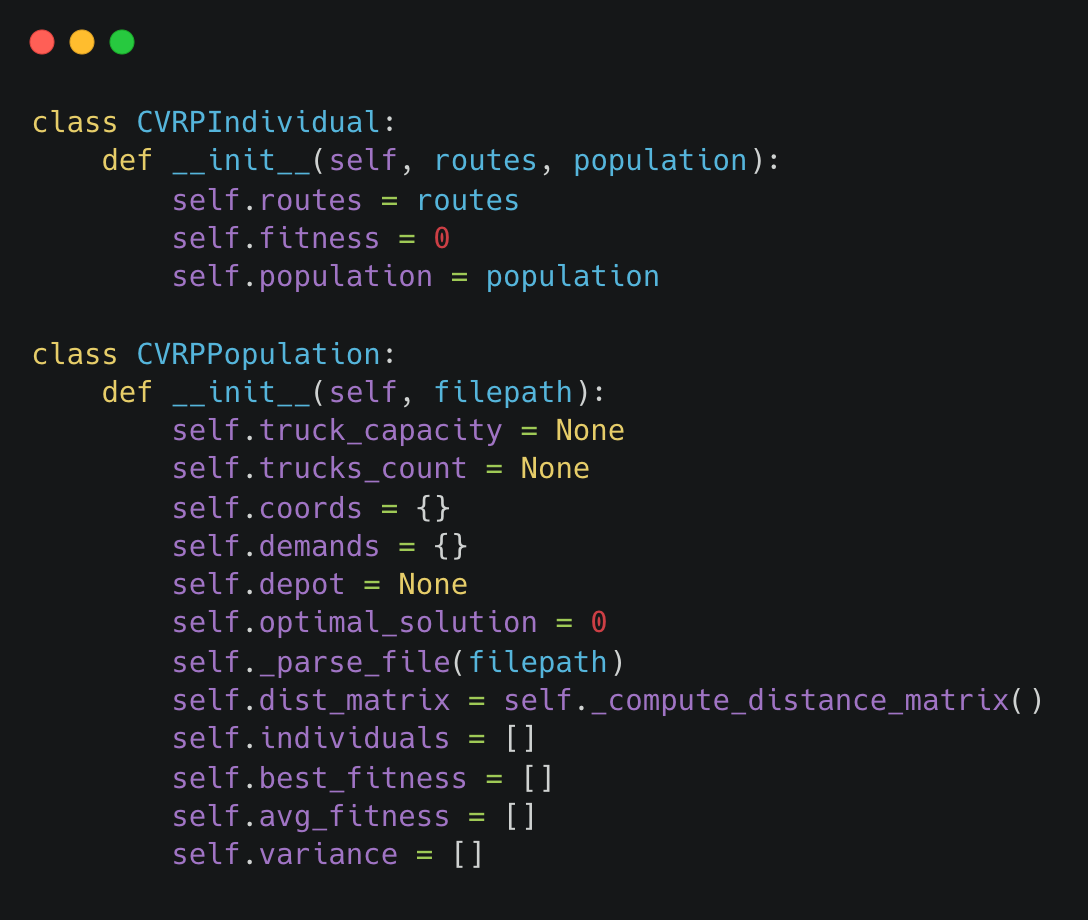 class CVRPIndividual:
    def __init__(self, routes, population):
        self.routes = routes
        self.fitness = 0
        self.population = population

class CVRPPopulation:
    def __init__(self, filepath):
        self.truck_capacity = None
        self.trucks_count = None
        self.coords = {}
        self.demands = {}
        self.depot = None
        self.optimal_solution = 0
        self._parse_file(filepath)
        self.dist_matrix = self._compute_distance_matrix()
        self.individuals = []
        self.best_fitness = []
        self.avg_fitness = []
        self.variance = []